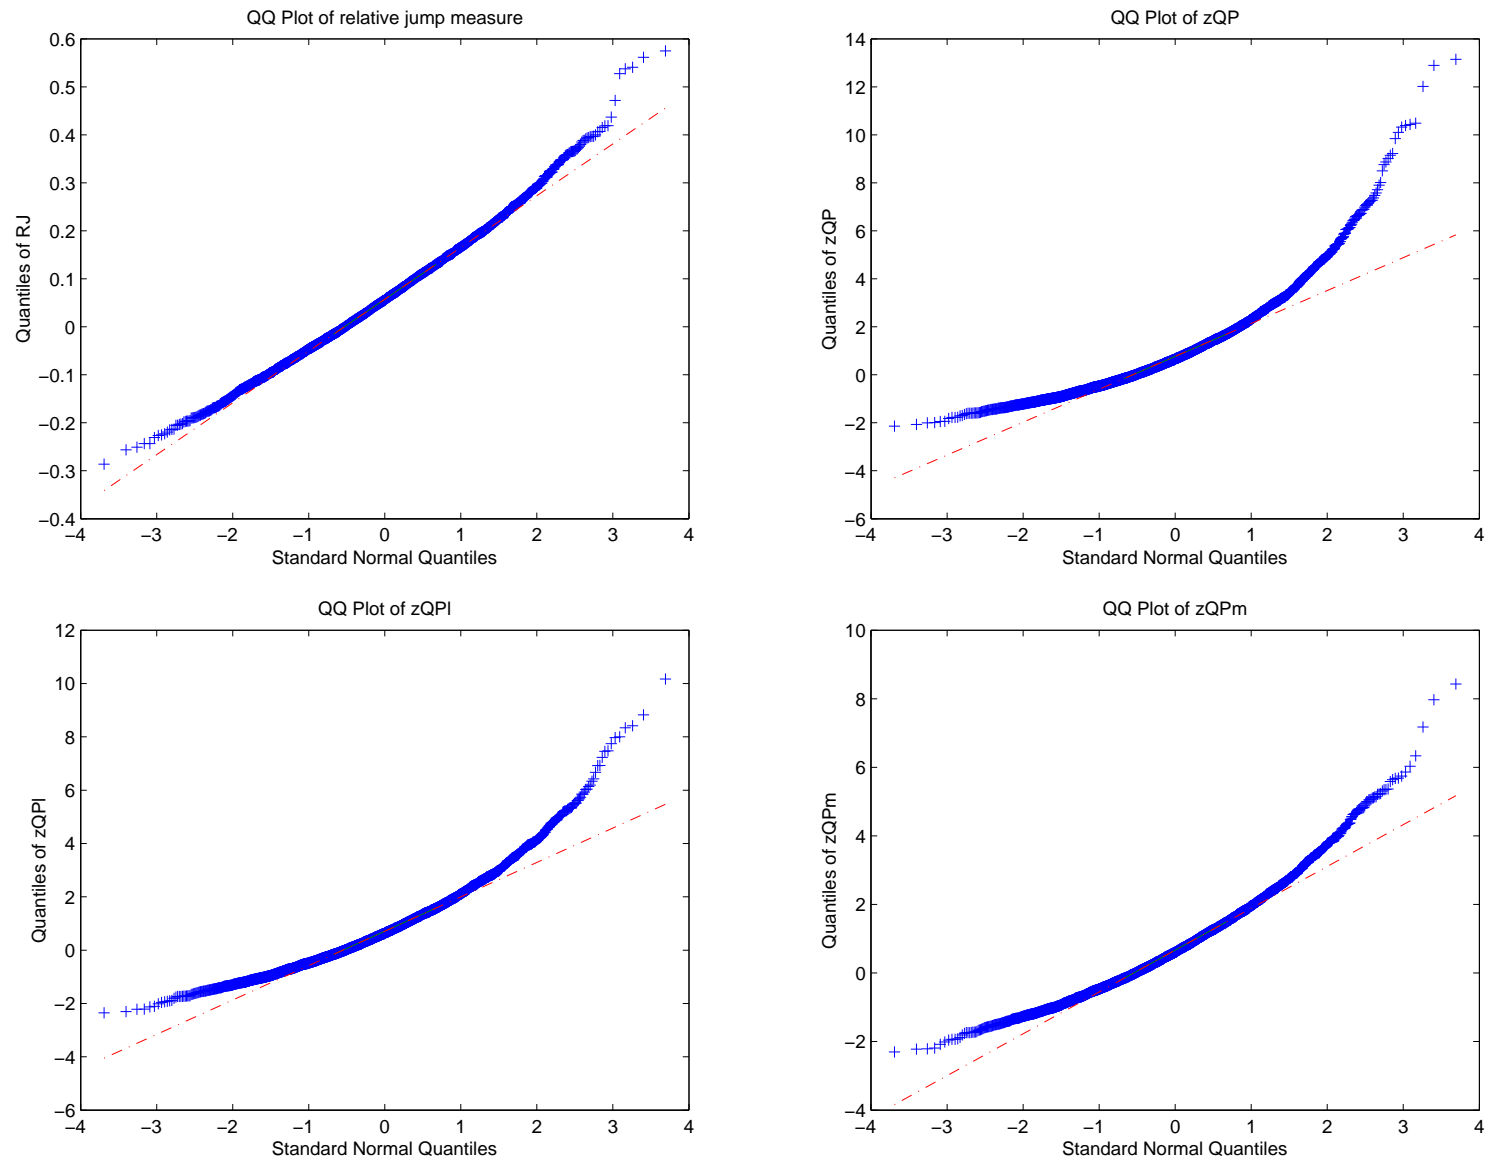 QQ Plot of relative jump measure
0.6
0.5
0.4
0.3
0.2
0.1
0
−0.1
−0.2
−0.3
−0.4
Quantiles of RJ
−4 −3 −2 −1 0 1 2 3 4
Standard Normal Quantiles
QQ Plot of zQP
14
12
10
8
6
4
2
0
−2
−4
−6
Quantiles of zQP
−4 −3 −2 −1 0 1 2 3 4
Standard Normal Quantiles
QQ Plot of zQPl
12
10
8
6
4
2
0
−2
−4
−6
Quantiles of zQPl
−4 −3 −2 −1 0 1 2 3 4
Standard Normal Quantiles
QQ Plot of zQPm
10
8
6
4
2
0
−2
−4
Quantiles of zQPm
−4 −3 −2 −1 0 1 2 3 4
Standard Normal Quantiles